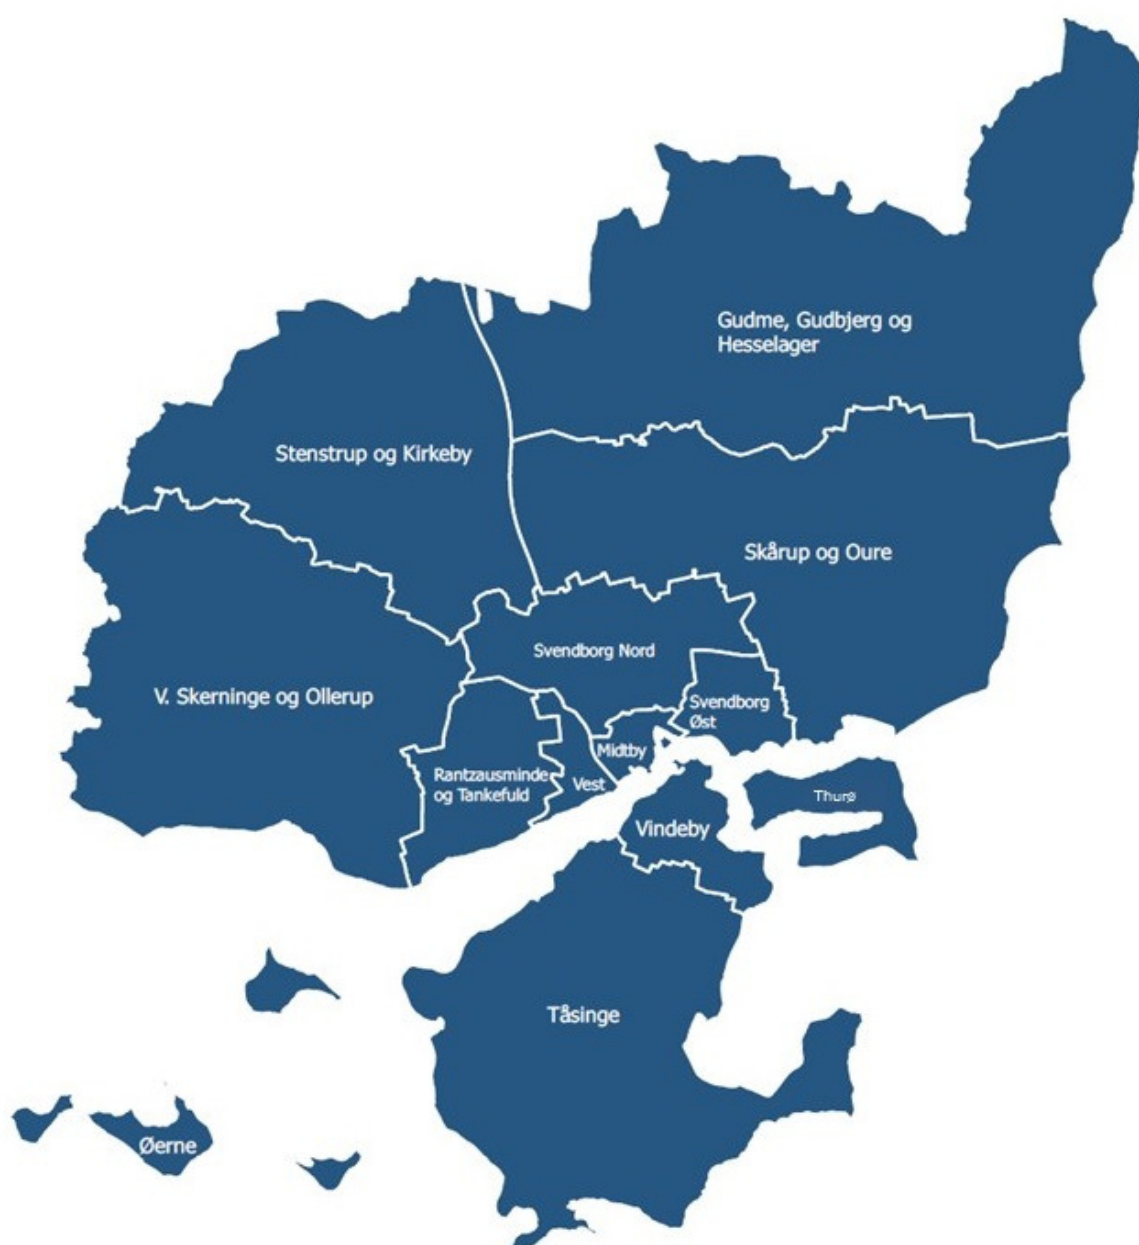 Gudme, Gudbjerg og
Hesselager
Stenstrup og Kirkeby
Skårup og Oure
Svendborg Nord
V. Skerninge og Ollerup
Svendborg
Øst
Midtby
Rantzausminde
og Tankefuld
Vest
Thurø
Vindeby
Tåsinge
Øerne